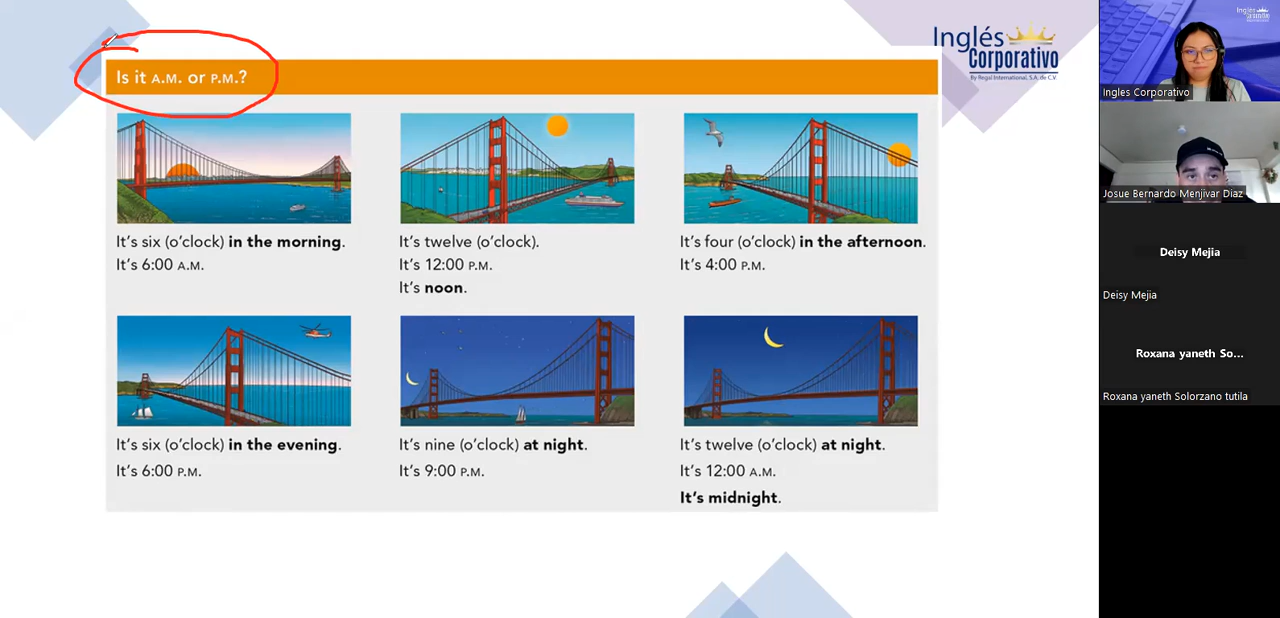 Inglés
Corporativo
By Regal International, S.A. de C.V.
Is it A.M. or P.M.?
It's six (o'clock) in the morning.
It's 6:00 A.M.
It's twelve (o'clock).
It's 12:00 P.M.
It's noon.
It's four (o'clock) in the afternoon.
It's 4:00 P.M.
It's six (o'clock) in the evening.
It's 6:00 P.M.
It's nine (o'clock) at night.
It's 9:00 P.M.
It's twelve (o'clock) at night.
It's 12:00 A.M.
It's midnight.
Ingles Corporativo
Josue Bernardo Menjivar Diaz
Deisy Mejia
Deisy Mejia
Roxana yaneth So...
Roxana yaneth Solorzano tutila